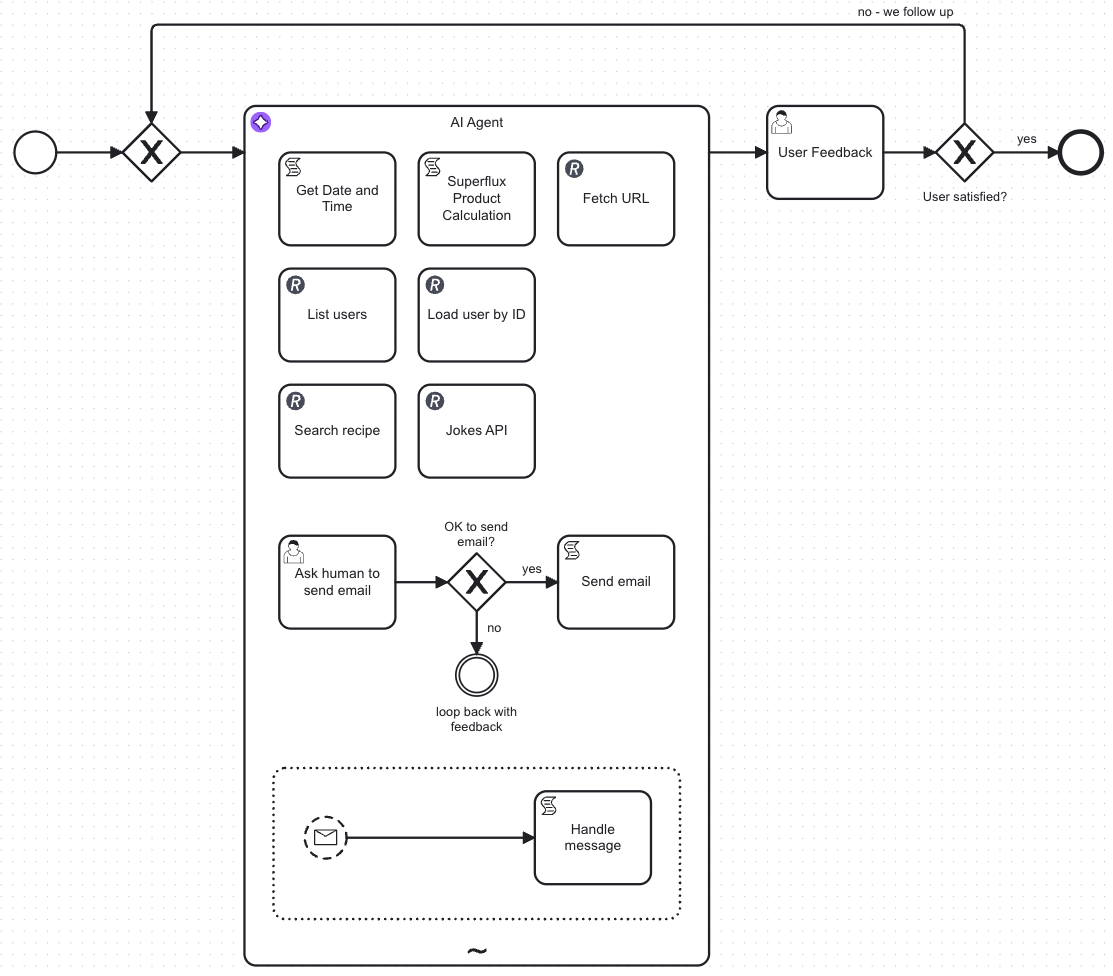 no - we follow up
AI Agent
Get Date and
Time
Superflux
Product
Calculation
Fetch URL
User Feedback
yes
User satisfied?
List users
Load user by ID
Search recipe
Jokes API
OK to send
email?
Ask human to
send email
yes
Send email
no
loop back with
feedback
Handle
message